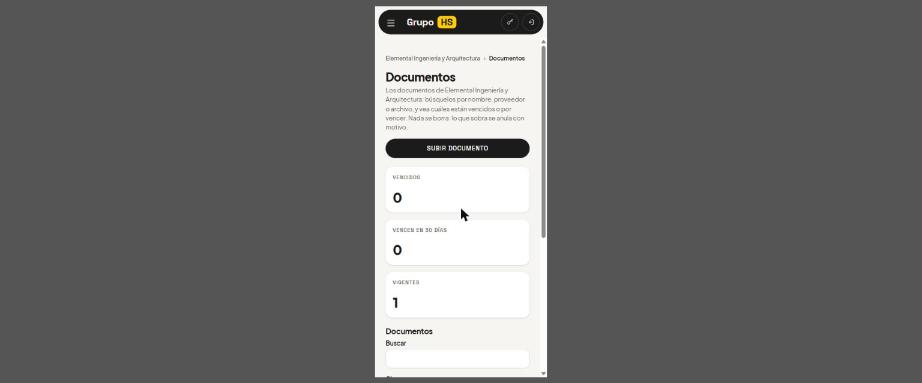 Grupo HS
Elemental Ingeniería y Arquitectura › Documentos
Documentos
Los documentos de Elemental Ingeniería y
Arquitectura: búsquelos por nombre, proveedor
o archivo, y vea cuáles están vencidos o por
vencer. Nada se borra: lo que sobra se anula con
motivo.
SUBIR DOCUMENTO
VENCIDOS
0
VENCEN EN 30 DÍAS
0
VIGENTES
1
Documentos
Buscar